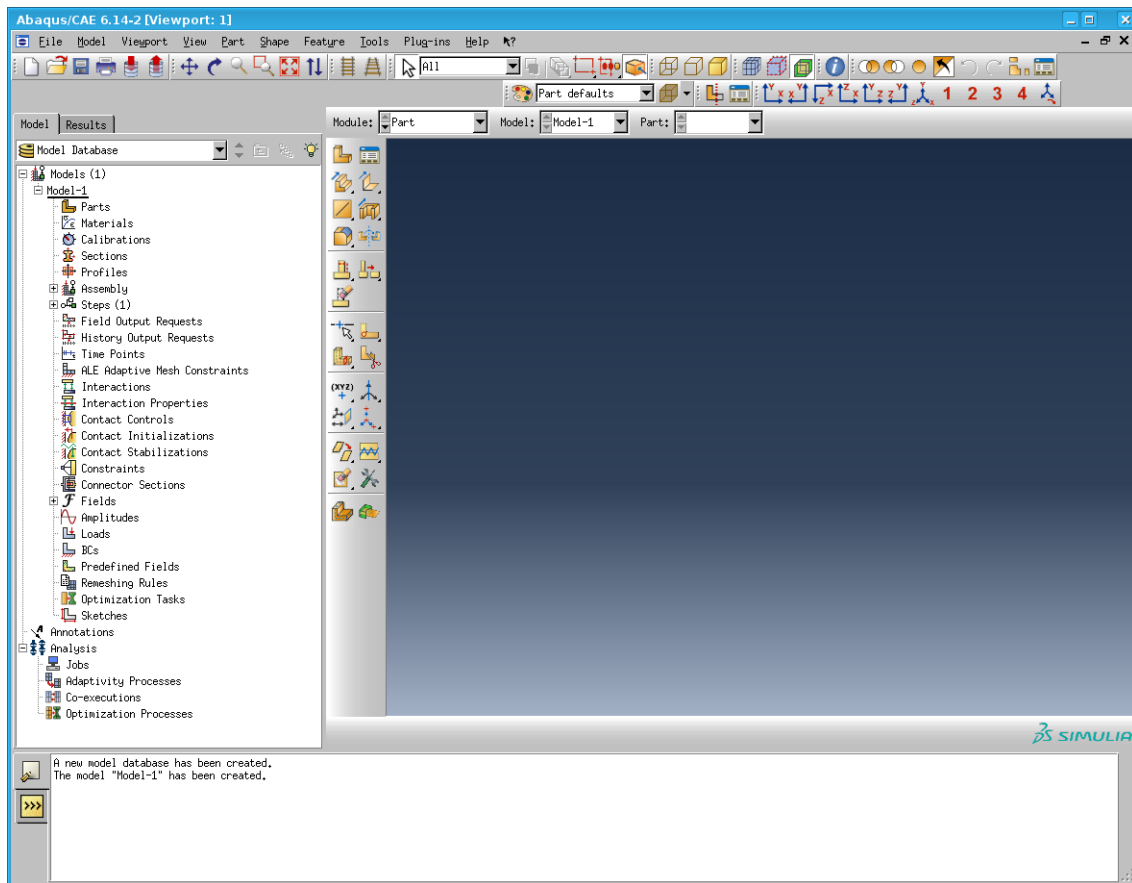 Abaqus/CAE 6.14-2 [Viewport: 1]
File Model Viewport View Part Shape Feature Tools Plug-ins Help
All
Part defaults
1 2 3 4
Model Results
Module: Part Model: Model-1 Part:
Model Database
Models (1)
Model-1
Parts
Materials
Calibrations
Sections
Profiles
Assembly
Steps (1)
Field Output Requests
History Output Requests
Time Points
ALE Adaptive Mesh Constraints
Interactions
Interaction Properties
Contact Controls
Contact Initializations
Contact Stabilizations
Constraints
Connector Sections
Fields
Amplitudes
Loads
BCs
Predefined Fields
Remeshing Rules
Optimization Tasks
Sketches
Annotations
Analysis
Jobs
Adaptivity Processes
Co-executions
Optimization Processes
(XYZ)
SIMULIA
A new model database has been created.
The model "Model-1" has been created.
>>>